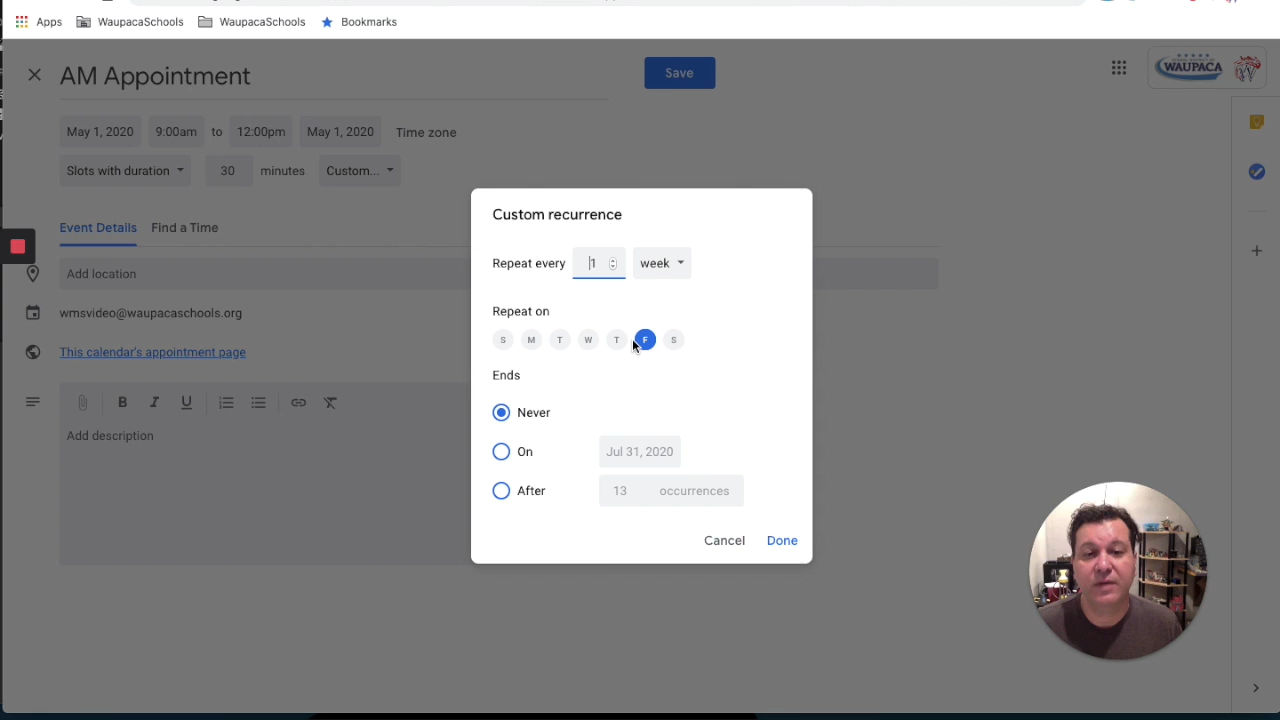 Apps WaupacaSchools WaupacaSchools Bookmarks
AM Appointment
Save
WAUPACA
May 1, 2020 9:00am to 12:00pm May 1, 2020 Time zone
Slots with duration 30 minutes Custom...
Event Details Find a Time
Add location
wmsvideo@waupacaschools.org
This calendar's appointment page
B I U
Add description
Custom recurrence
Repeat every 1 week
Repeat on
S M T W T F S
Ends
Never
On Jul 31, 2020
After 13 occurrences
Cancel Done